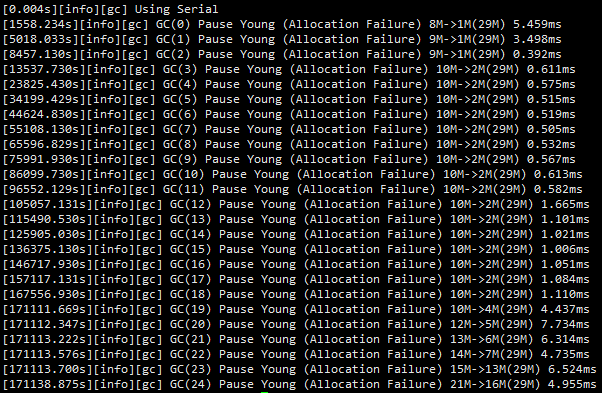 [0.004s][info][gc] Using Serial
[1558.234s][info][gc] GC(0) Pause Young (Allocation Failure) 8M->1M(29M) 5.459ms
[5018.033s][info][gc] GC(1) Pause Young (Allocation Failure) 9M->1M(29M) 3.498ms
[8457.130s][info][gc] GC(2) Pause Young (Allocation Failure) 9M->1M(29M) 0.392ms
[13537.730s][info][gc] GC(3) Pause Young (Allocation Failure) 10M->2M(29M) 0.611ms
[23825.430s][info][gc] GC(4) Pause Young (Allocation Failure) 10M->2M(29M) 0.575ms
[34199.429s][info][gc] GC(5) Pause Young (Allocation Failure) 10M->2M(29M) 0.515ms
[44624.830s][info][gc] GC(6) Pause Young (Allocation Failure) 10M->2M(29M) 0.519ms
[55108.130s][info][gc] GC(7) Pause Young (Allocation Failure) 10M->2M(29M) 0.505ms
[65596.829s][info][gc] GC(8) Pause Young (Allocation Failure) 10M->2M(29M) 0.532ms
[75991.930s][info][gc] GC(9) Pause Young (Allocation Failure) 10M->2M(29M) 0.567ms
[86099.730s][info][gc] GC(10) Pause Young (Allocation Failure) 10M->2M(29M) 0.613ms
[96552.129s][info][gc] GC(11) Pause Young (Allocation Failure) 10M->2M(29M) 0.582ms
[105057.131s][info][gc] GC(12) Pause Young (Allocation Failure) 10M->2M(29M) 1.665ms
[115490.530s][info][gc] GC(13) Pause Young (Allocation Failure) 10M->2M(29M) 1.101ms
[125905.030s][info][gc] GC(14) Pause Young (Allocation Failure) 10M->2M(29M) 1.021ms
[136375.130s][info][gc] GC(15) Pause Young (Allocation Failure) 10M->2M(29M) 1.006ms
[146717.930s][info][gc] GC(16) Pause Young (Allocation Failure) 10M->2M(29M) 1.051ms
[157117.131s][info][gc] GC(17) Pause Young (Allocation Failure) 10M->2M(29M) 1.084ms
[167556.930s][info][gc] GC(18) Pause Young (Allocation Failure) 10M->2M(29M) 1.110ms
[171111.669s][info][gc] GC(19) Pause Young (Allocation Failure) 10M->4M(29M) 4.437ms
[171112.347s][info][gc] GC(20) Pause Young (Allocation Failure) 12M->5M(29M) 7.734ms
[171113.222s][info][gc] GC(21) Pause Young (Allocation Failure) 13M->6M(29M) 6.314ms
[171113.576s][info][gc] GC(22) Pause Young (Allocation Failure) 14M->7M(29M) 4.735ms
[171113.700s][info][gc] GC(23) Pause Young (Allocation Failure) 15M->13M(29M) 6.524ms
[171138.875s][info][gc] GC(24) Pause Young (Allocation Failure) 21M->16M(29M) 4.955ms